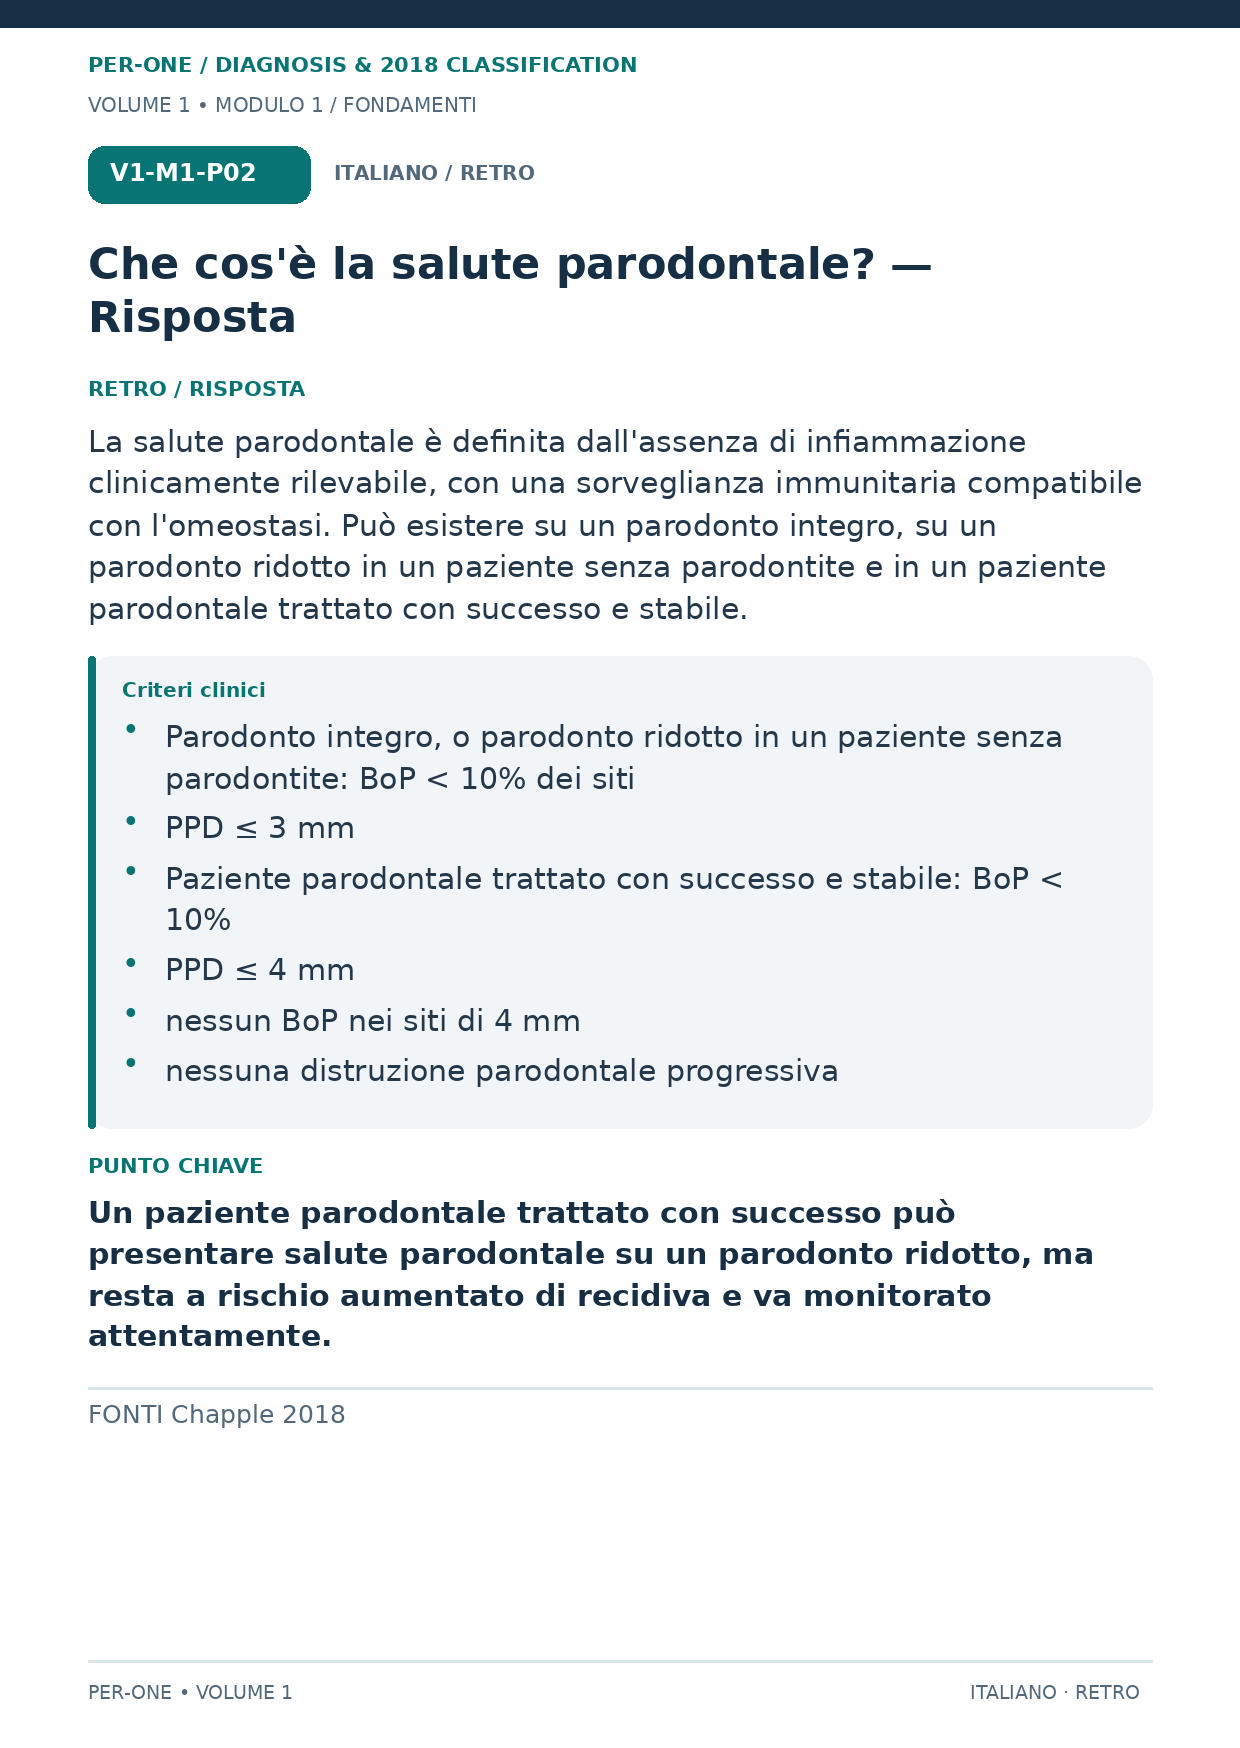 PER-ONE / DIAGNOSIS & 2018 CLASSIFICATION
VOLUME 1 • MODULO 1 / FONDAMENTI
V1-M1-P02
ITALIANO / RETRO
Che cos'è la salute parodontale? —
Risposta
RETRO / RISPOSTA
La salute parodontale è definita dall'assenza di infiammazione
clinicamente rilevabile, con una sorveglianza immunitaria compatibile
con l'omeostasi. Può esistere su un parodonto integro, su un
parodonto ridotto in un paziente senza parodontite e in un paziente
parodontale trattato con successo e stabile.
Criteri clinici
• Parodonto integro, o parodonto ridotto in un paziente senza
parodontite: BoP < 10% dei siti
• PPD ≤ 3 mm
• Paziente parodontale trattato con successo e stabile: BoP <
10%
• PPD ≤ 4 mm
• nessun BoP nei siti di 4 mm
• nessuna distruzione parodontale progressiva
PUNTO CHIAVE
Un paziente parodontale trattato con successo può
presentare salute parodontale su un parodonto ridotto, ma
resta a rischio aumentato di recidiva e va monitorato
attentamente.
FONTI Chapple 2018
PER-ONE • VOLUME 1
ITALIANO · RETRO